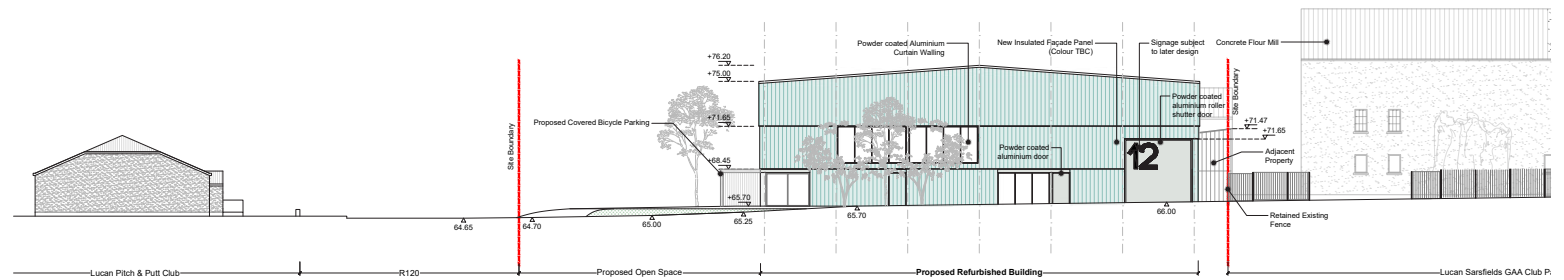 +76.20
+75.00
+71.65
+68.45
+65.70
Powder coated Aluminium
Curtain Walling
New Insulated Façade Panel
(Colour TBC)
Signage subject
to later design
Concrete Flour Mill
Site Boundary
Site Boundary
Proposed Covered Bicycle Parking
Powder coated
aluminium roller
shutter door
+71.47
+71.65
Powder coated
aluminium door
12
Adjacent
Property
Retained Existing
Fence
64.65
64.70
65.00
65.25
65.70
66.00
Lucan Pitch & Putt Club
R120
Proposed Open Space
Proposed Refurbished Building
Lucan Sarsfields GAA Club